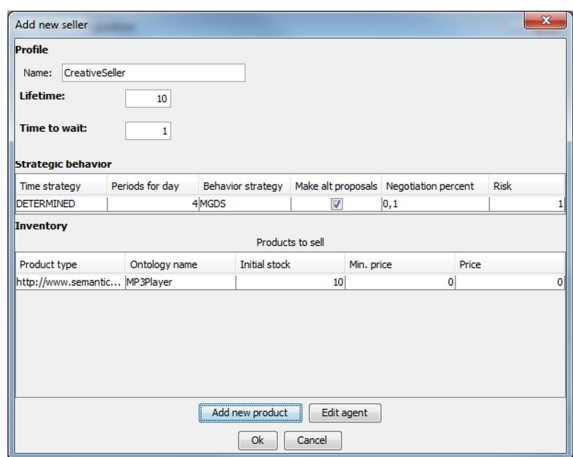 Add new seller
Profile
Name: CreativeSeller
Lifetime: 10
Time to wait: 1
Strategic behavior
Time strategy Periods for day Behavior strategy Make alt proposals Negotiation percent Risk
DETERMINED 4 MGDS 0,1 1
Inventory
Products to sell
Product type Ontology name Initial stock Min. price Price
http://www.semantic... MP3Player 10 0 0
Add new product Edit agent
Ok Cancel